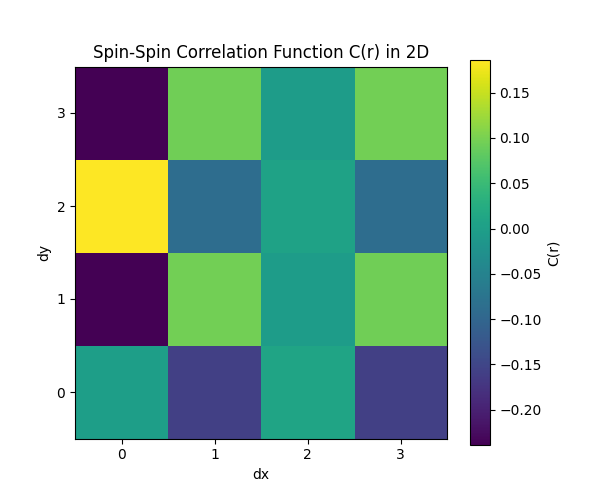 Spin-Spin Correlation Function C(r) in 2D
3
2
1
0
dy
0 1 2 3
dx
0.15
0.10
0.05
0.00
−0.05
−0.10
−0.15
−0.20
C(r)